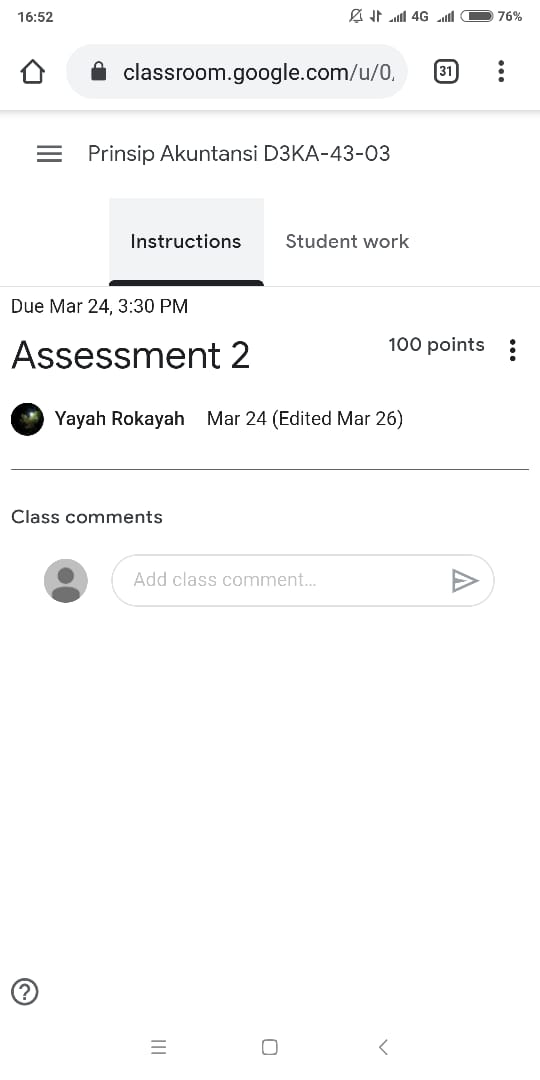 16:52 4G 76%
classroom.google.com/u/0,
31
Prinsip Akuntansi D3KA-43-03
Instructions Student work
Due Mar 24, 3:30 PM
Assessment 2 100 points
Yayah Rokayah Mar 24 (Edited Mar 26)
Class comments
Add class comment...